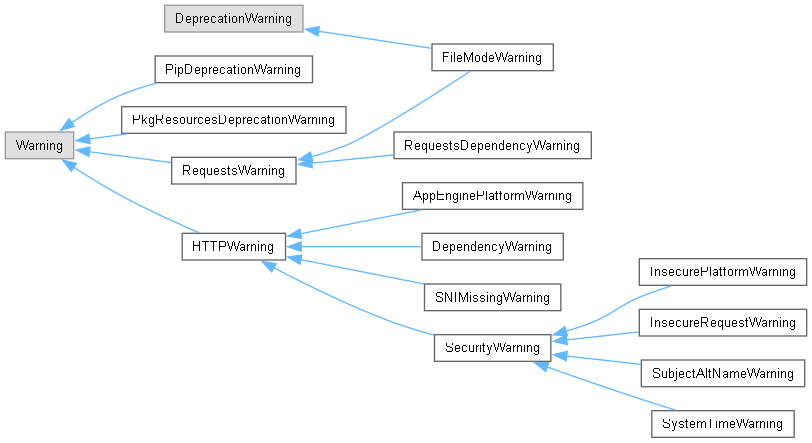 DeprecationWarning
FileModeWarning
PipDeprecationWarning
PkgResourcesDeprecationWarning
Warning
RequestsDependencyWarning
RequestsWarning
AppEnginePlatformWarning
HTTPWarning
DependencyWarning
InsecurePlatformWarning
SNIMissingWarning
InsecureRequestWarning
SecurityWarning
SubjectAltNameWarning
SystemTimeWarning